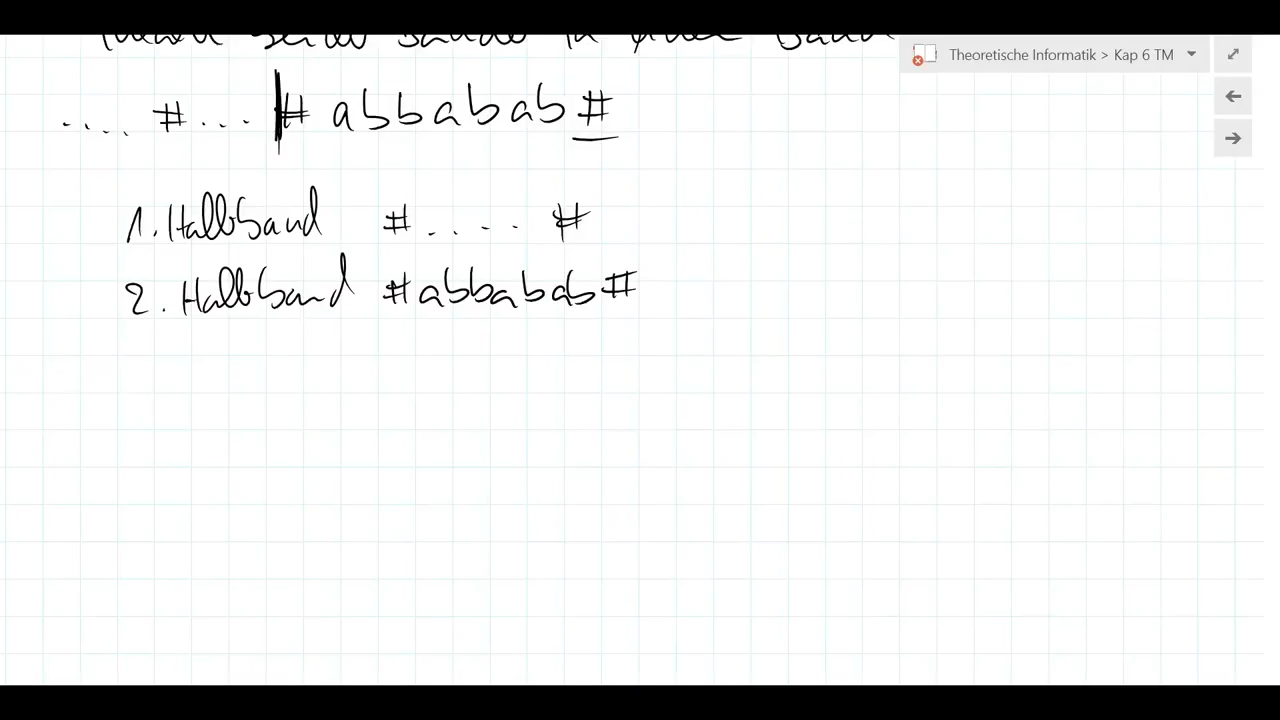 Theoretische Informatik > Kap 6 TM
.... #... # abbabab#
1. Halbband #.... #
2. Halbband #abbabab#